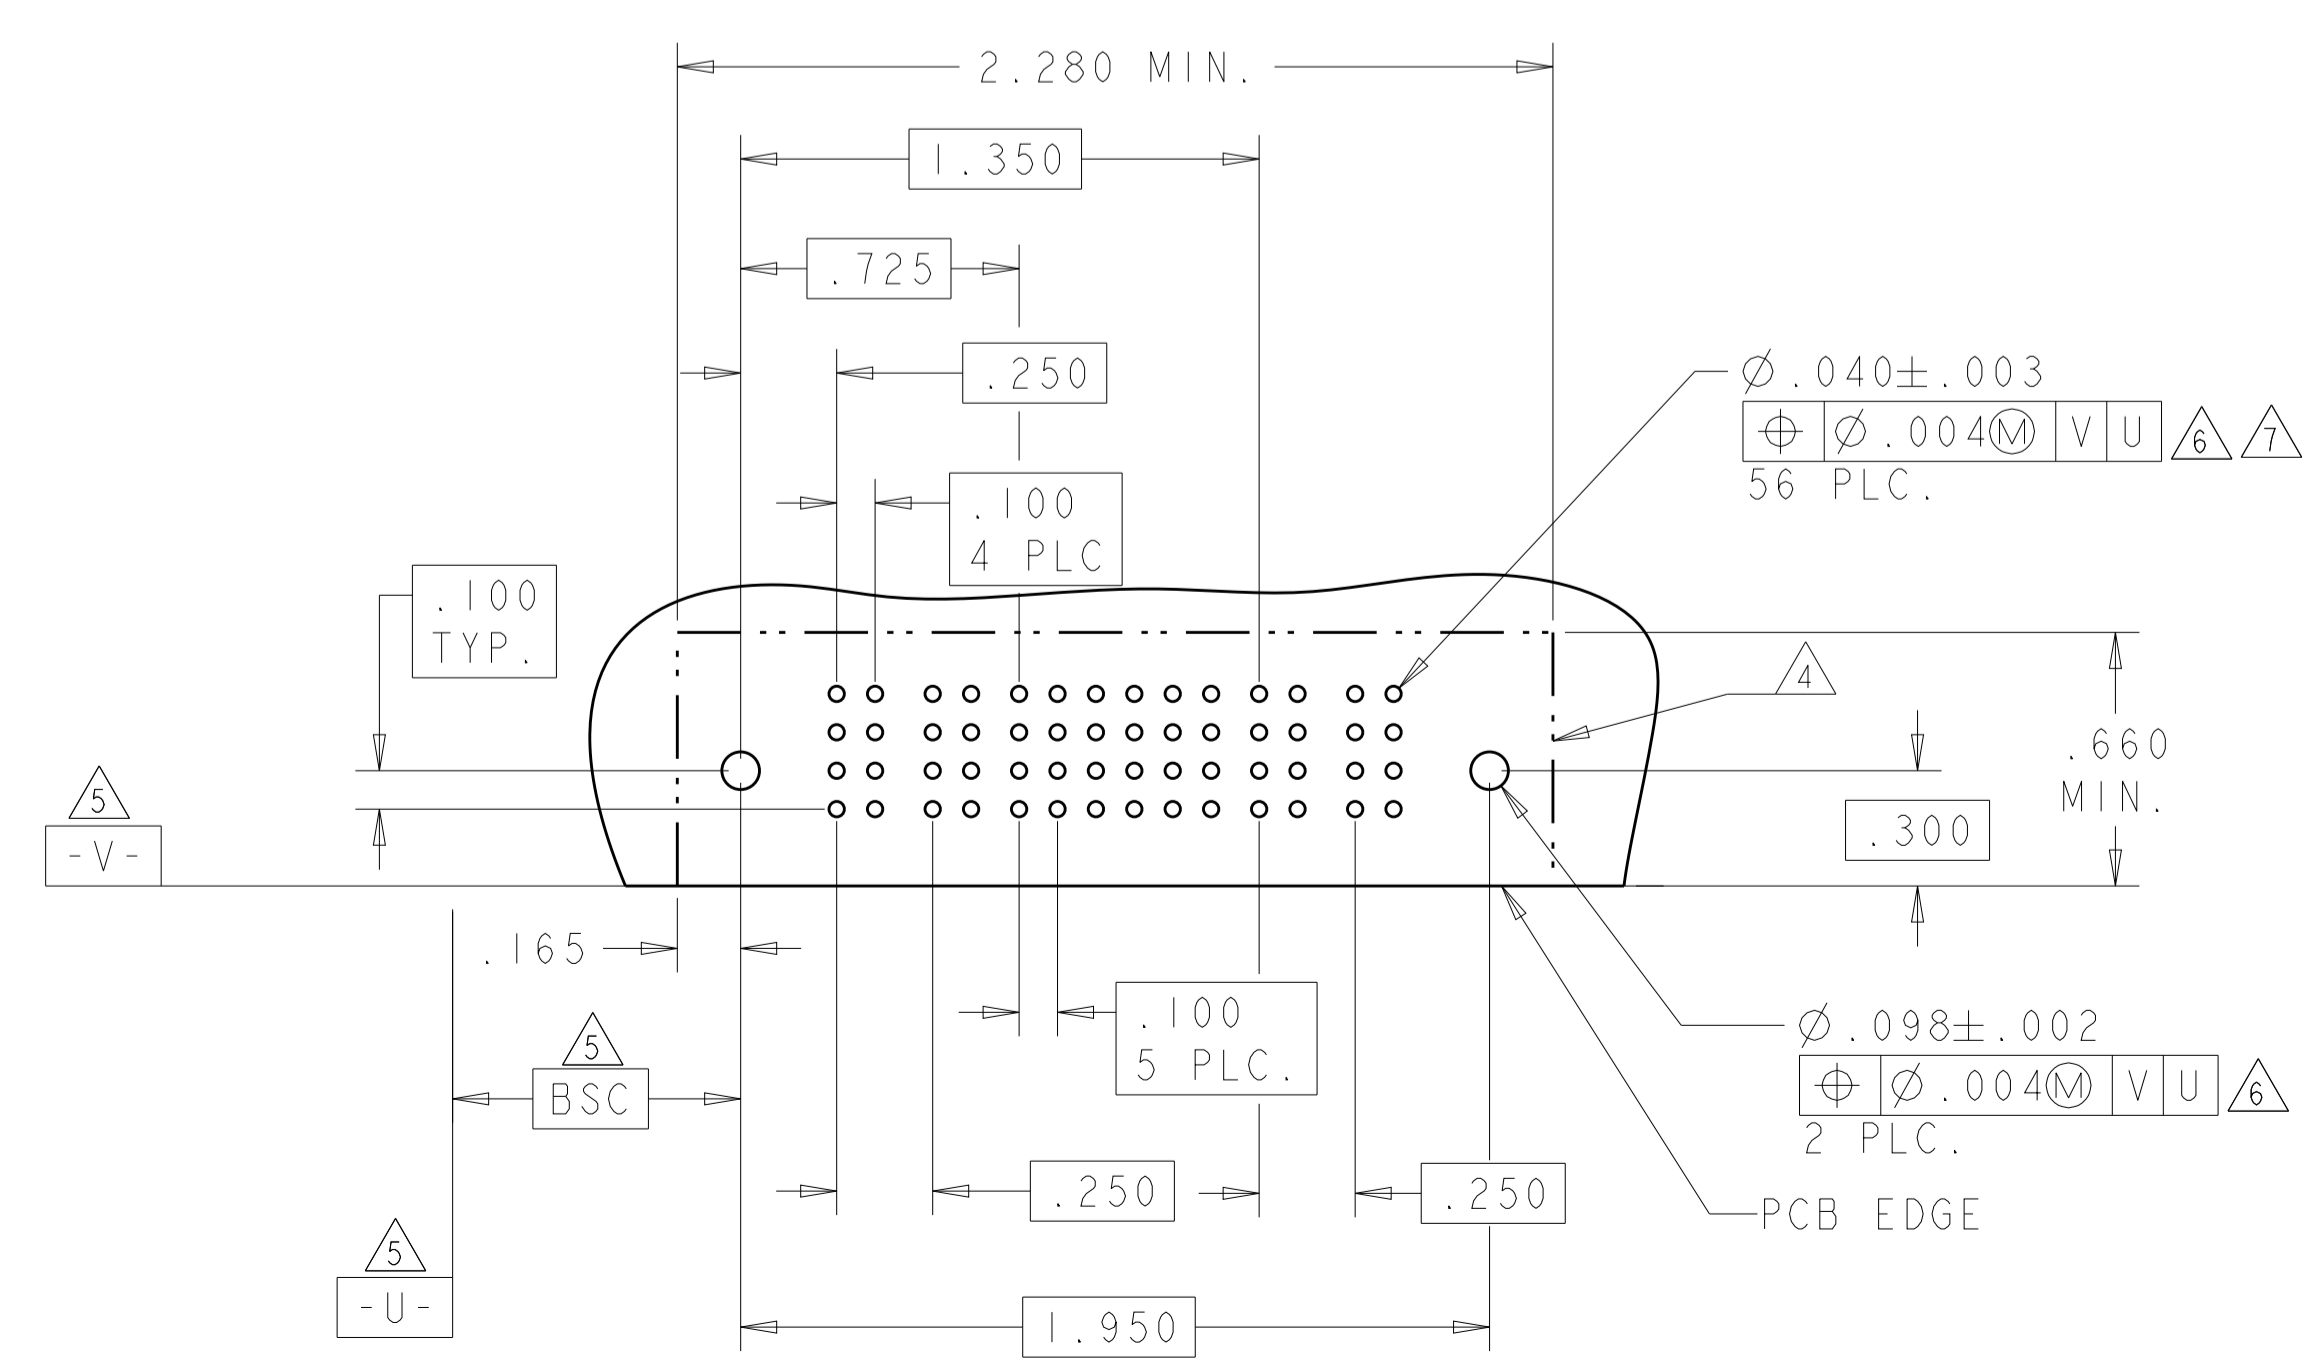 2.280 MIN.
1.350
.725
.250
.100
4 PLC
Ø.040±.003
⌖ Ø.004Ⓜ V U 6 7
56 PLC.
.100
TYP.
4
.660
MIN.
.300
5
-V-
.165
.100
5 PLC.
Ø.098±.002
⌖ Ø.004Ⓜ V U 6
2 PLC.
5
BSC
.250
.250
PCB EDGE
5
-U-
1.950